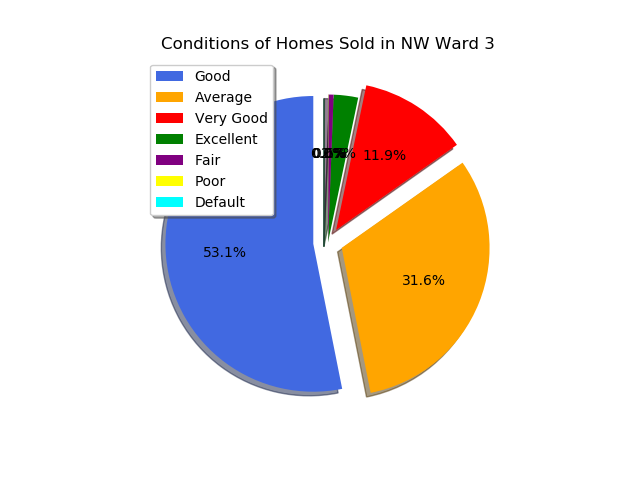 Conditions of Homes Sold in NW Ward 3
Good
Average
Very Good
Excellent
Fair
Poor
Default
11.9%
53.1%
31.6%